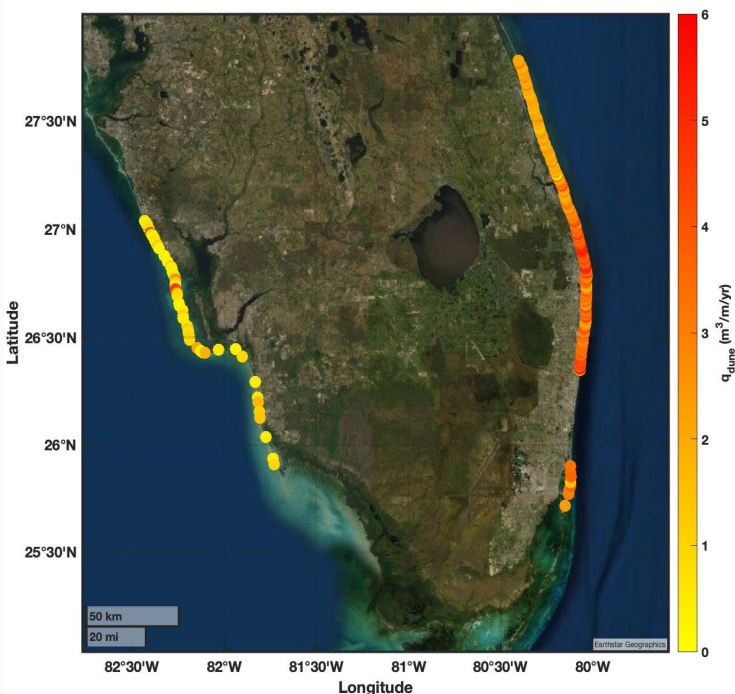 27°30'N
27°N
26°30'N
26°N
25°30'N
Latitude
50 km
20 mi
Earthstar Geographics
82°30'W
82°W
81°30'W
81°W
80°30'W
80°W
Longitude
6
5
4
3
2
1
0
q_dune (m³/m/yr)